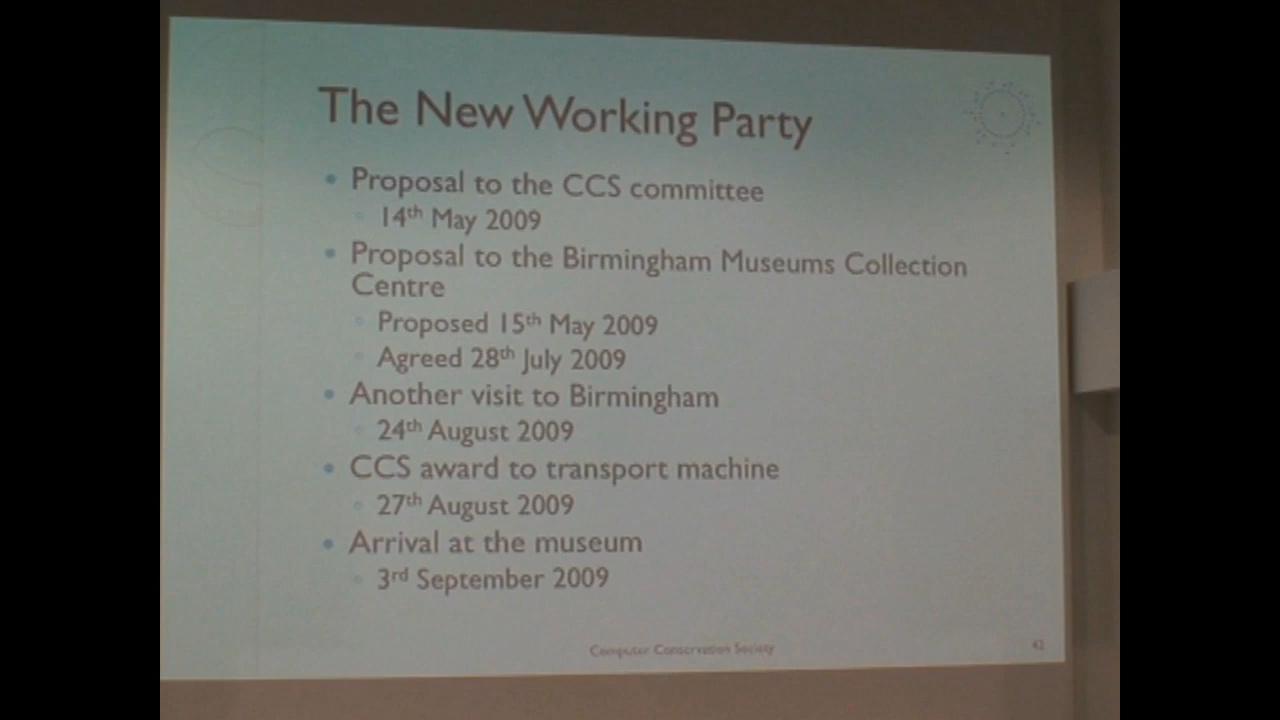 The New Working Party
• Proposal to the CCS committee
14th May 2009
• Proposal to the Birmingham Museums Collection
Centre
Proposed 15th May 2009
Agreed 28th July 2009
• Another visit to Birmingham
24th August 2009
• CCS award to transport machine
27th August 2009
• Arrival at the museum
3rd September 2009
Computer Conservation Society
42